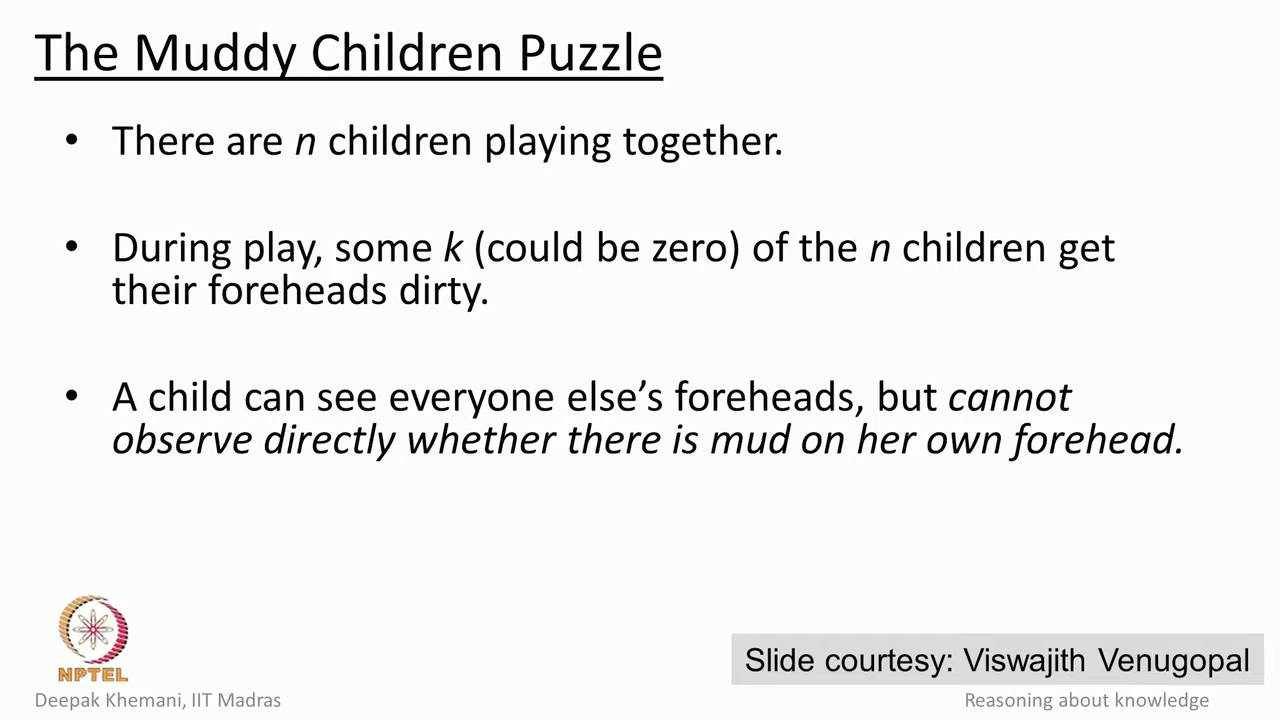 The Muddy Children Puzzle
• There are n children playing together.
• During play, some k (could be zero) of the n children get
their foreheads dirty.
• A child can see everyone else’s foreheads, but cannot
observe directly whether there is mud on her own forehead.
NPTEL
Slide courtesy: Viswajith Venugopal
Deepak Khemani, IIT Madras
Reasoning about knowledge